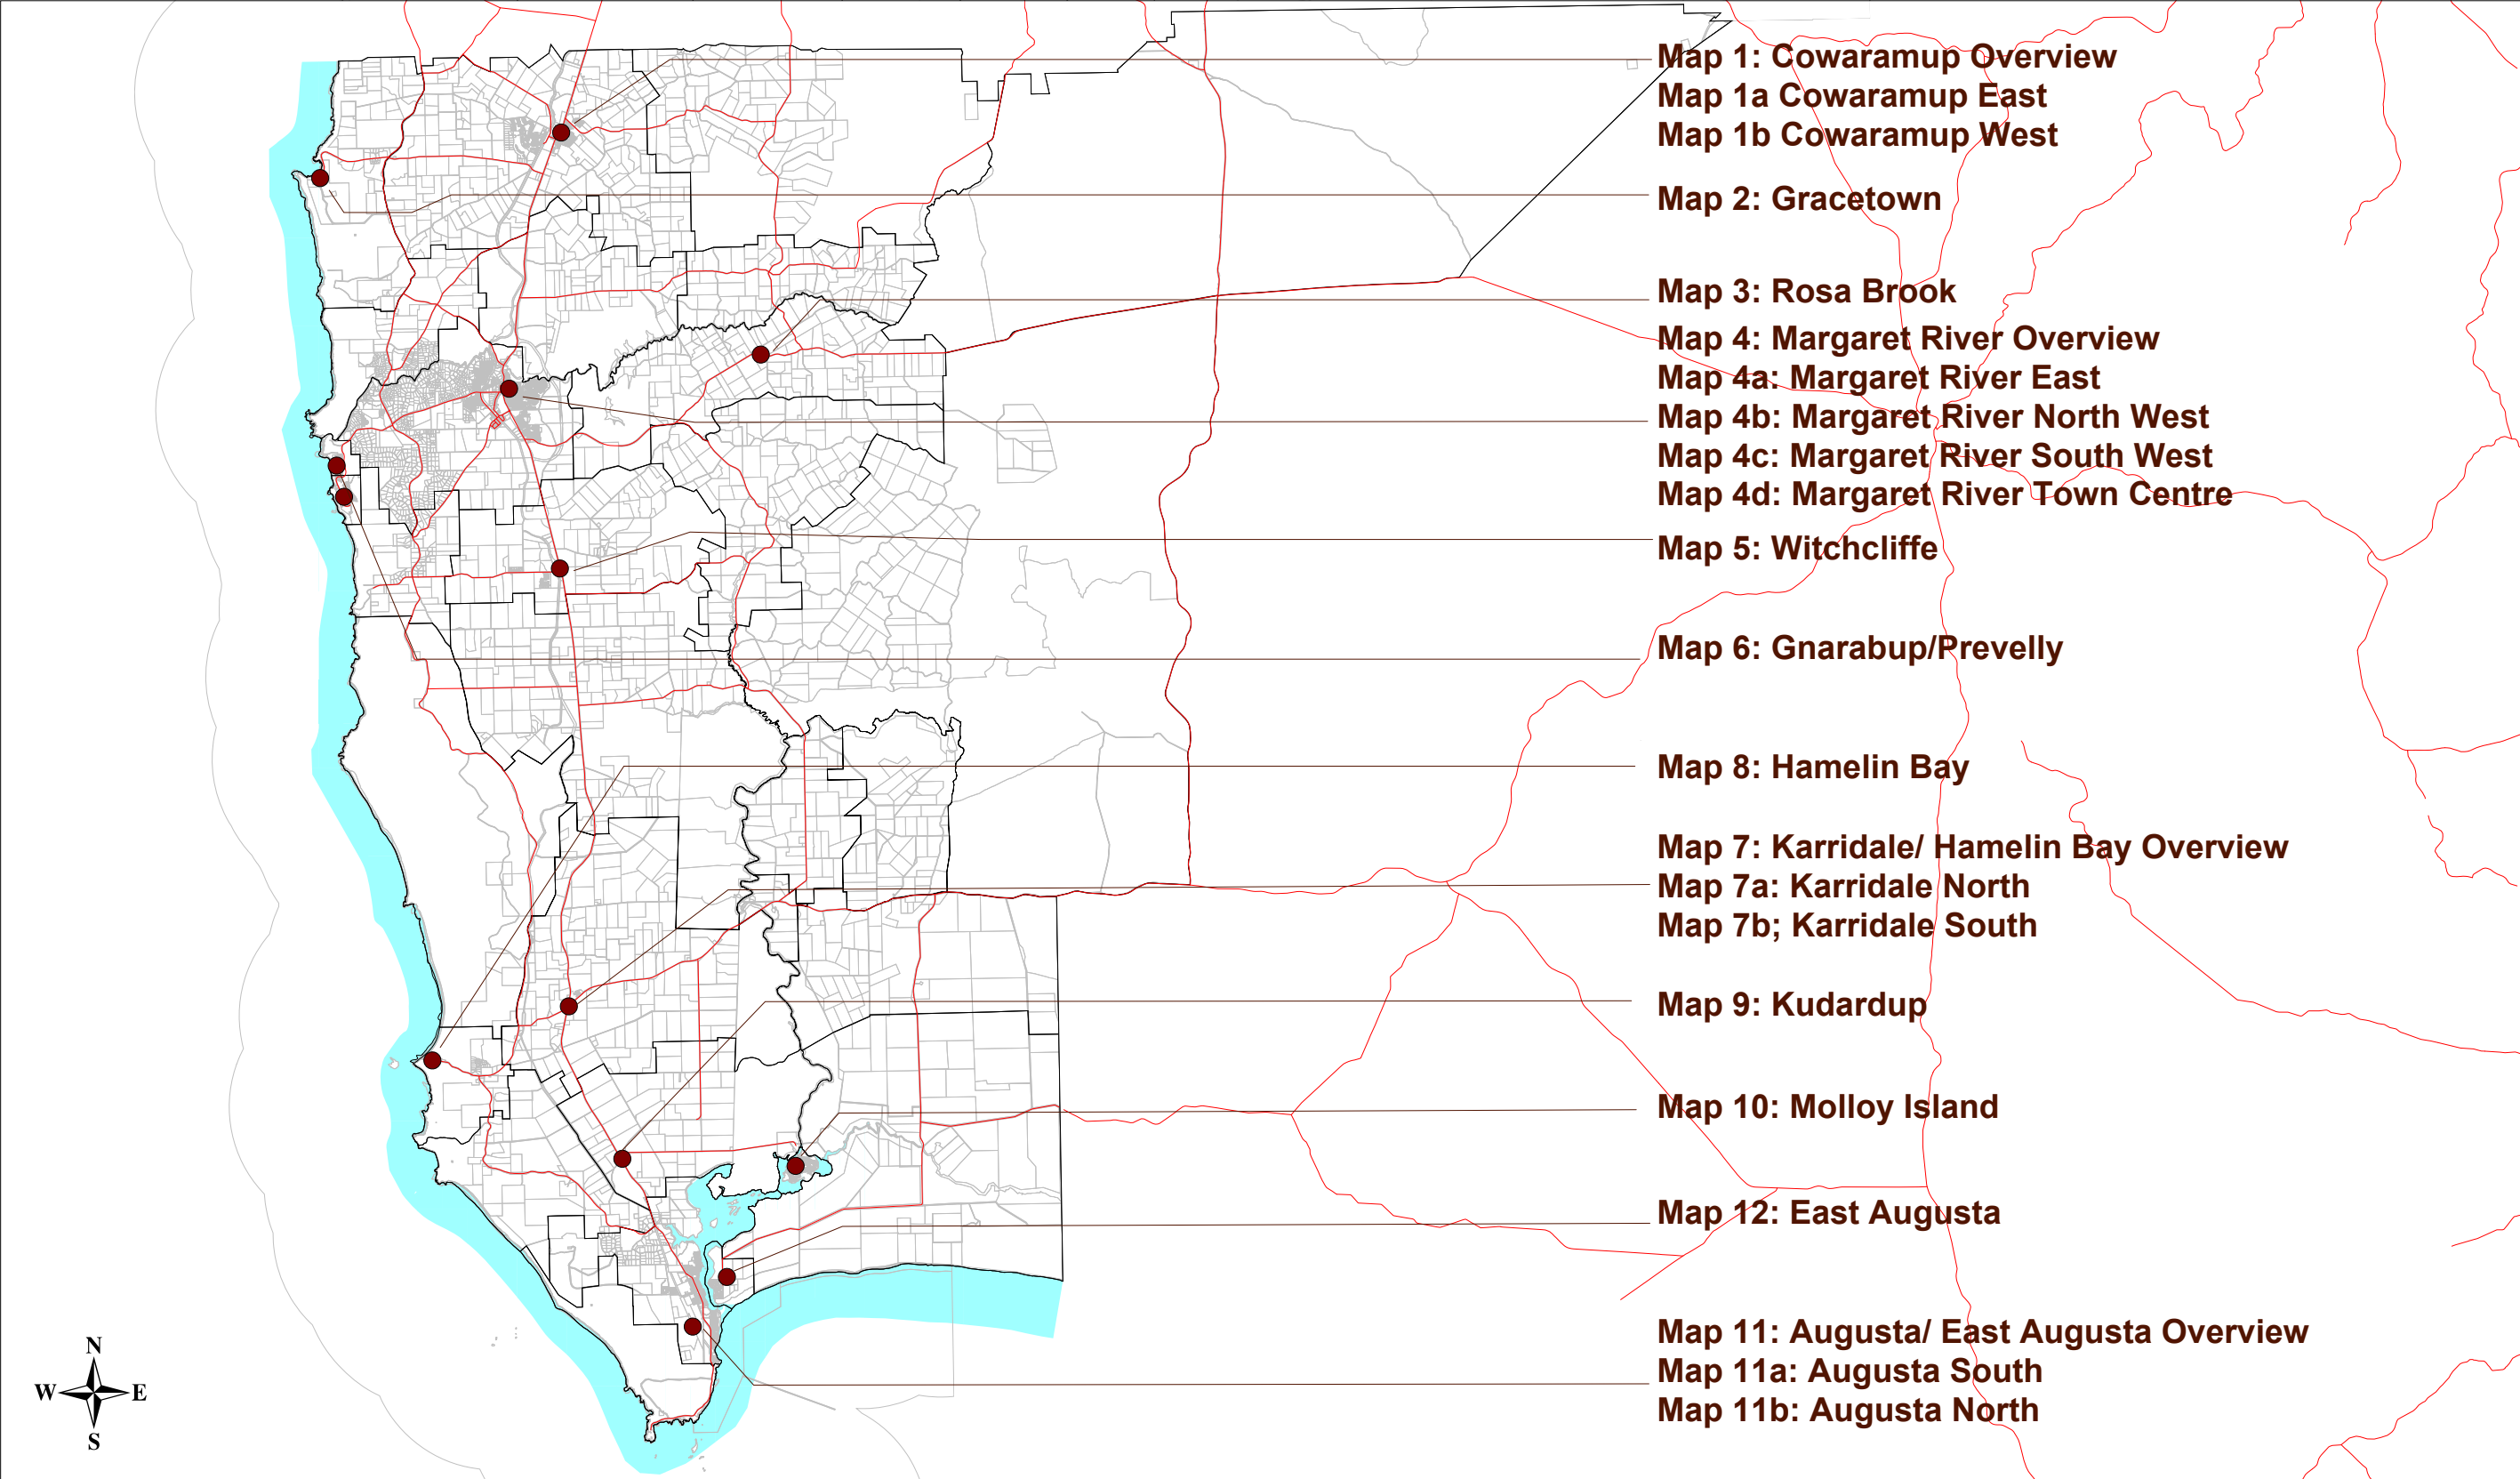 Map 1: Cowaramup Overview
Map 1a Cowaramup East
Map 1b Cowaramup West
Map 2: Gracetown
Map 3: Rosa Brook
Map 4: Margaret River Overview
Map 4a: Margaret River East
Map 4b: Margaret River North West
Map 4c: Margaret River South West
Map 4d: Margaret River Town Centre
Map 5: Witchcliffe
Map 6: Gnarabup/Prevelly
Map 8: Hamelin Bay
Map 7: Karridale/ Hamelin Bay Overview
Map 7a: Karridale North
Map 7b; Karridale South
Map 9: Kudardup
Map 10: Molloy Island
Map 12: East Augusta
Map 11: Augusta/ East Augusta Overview
Map 11a: Augusta South
Map 11b: Augusta North
N
W E
S